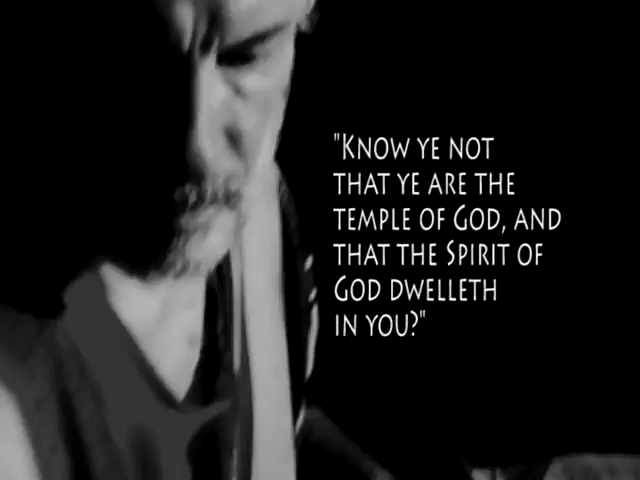 "Know ye not
that ye are the
temple of God, and
that the Spirit of
God dwelleth
in you?"